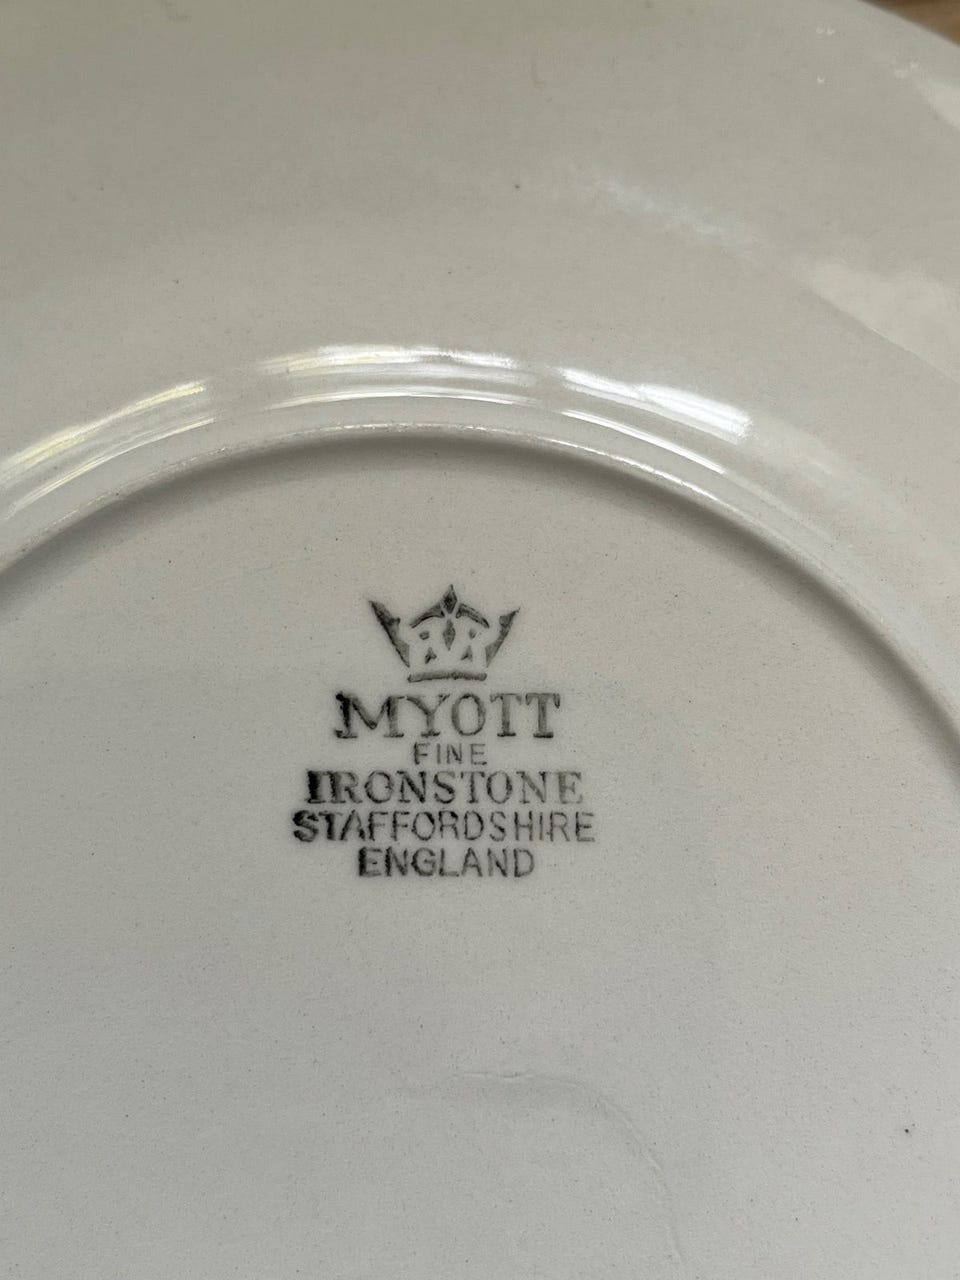 MYOTT
FINE
IRONSTONE
STAFFORDSHIRE
ENGLAND